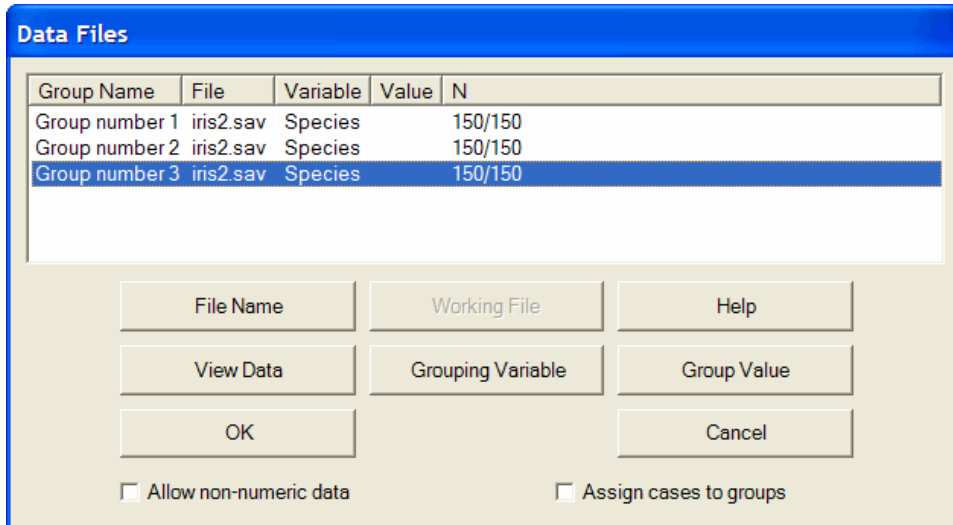 Data Files
Group Name File Variable Value N
Group number 1 iris2.sav Species 150/150
Group number 2 iris2.sav Species 150/150
Group number 3 iris2.sav Species 150/150
File Name Working File Help
View Data Grouping Variable Group Value
OK Cancel
Allow non-numeric data Assign cases to groups